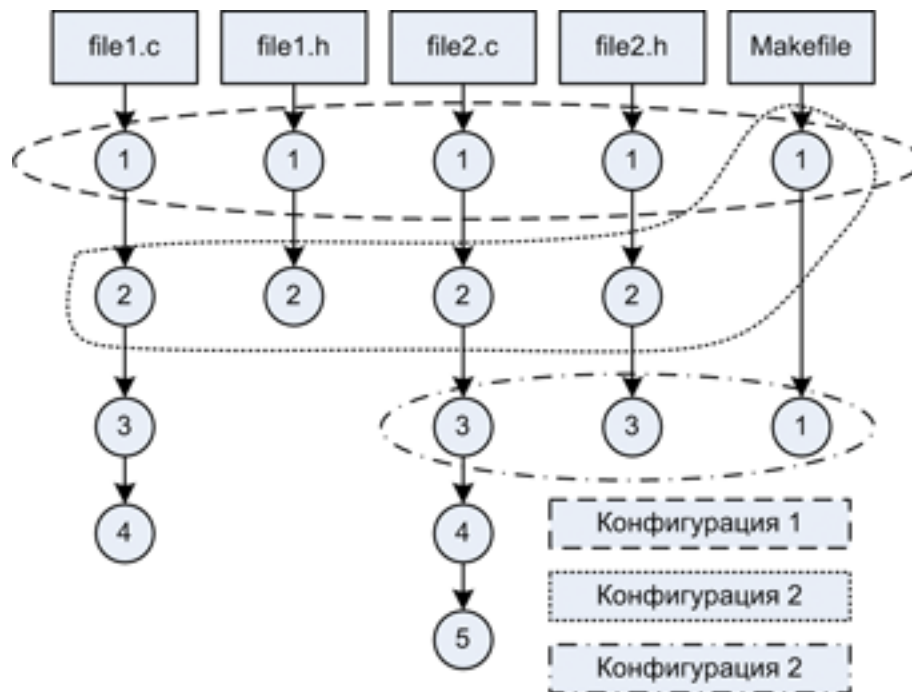 file1.c file1.h file2.c file2.h Makefile
1 1 1 1 1
2 2 2 2
3 3 3 1
4 4
5
Конфигурация 1
Конфигурация 2
Конфигурация 2